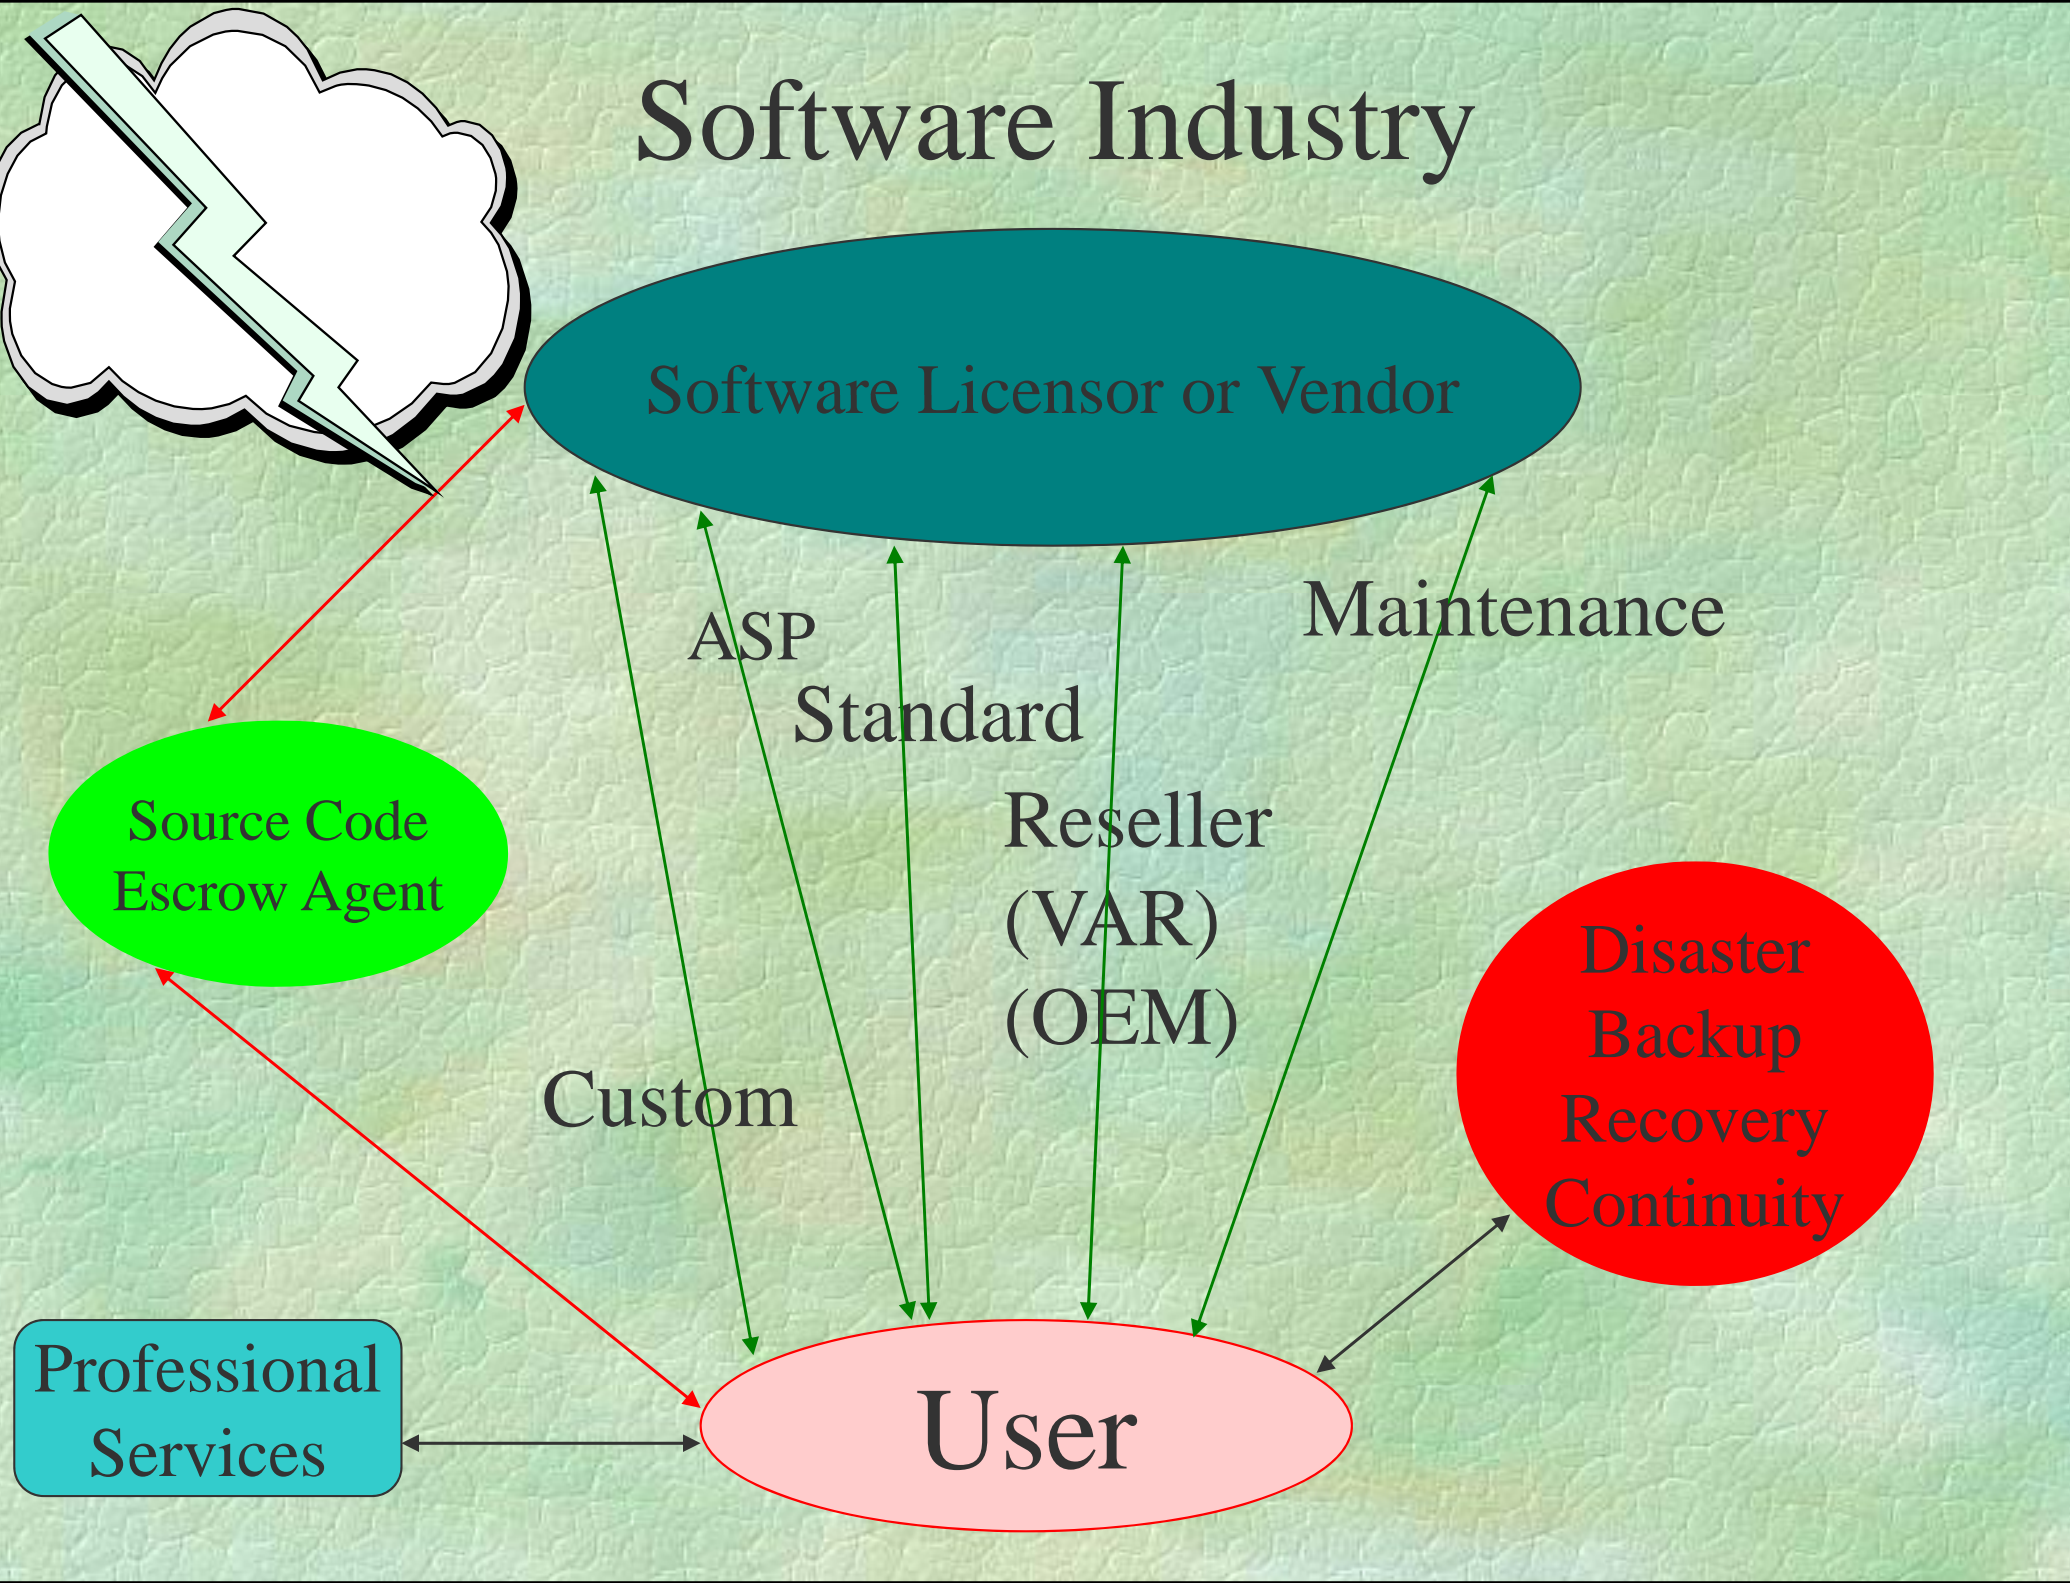 Software Industry
Software Licensor or Vendor
ASP
Maintenance
Standard
Reseller
(VAR)
(OEM)
Source Code
Escrow Agent
Custom
Disaster
Backup
Recovery
Continuity
Professional
Services
User